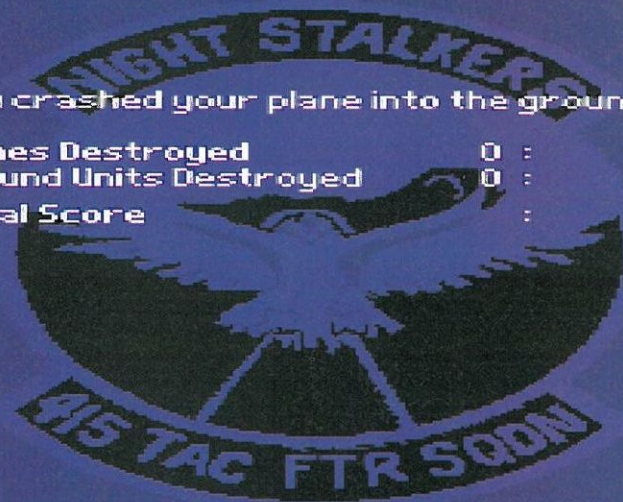 NIGHT STALKERS
crashed your plane into the groun
nes Destroyed 0 :
und Units Destroyed 0 :
al Score :
415 TAC FTR SQDN